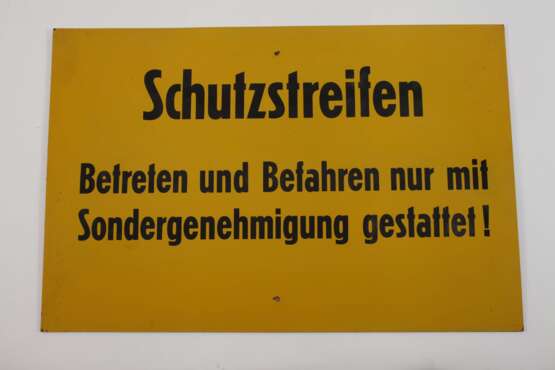 Schutzstreifen
Betreten und Befahren nur mit
Sondergenehmigung gestattet!